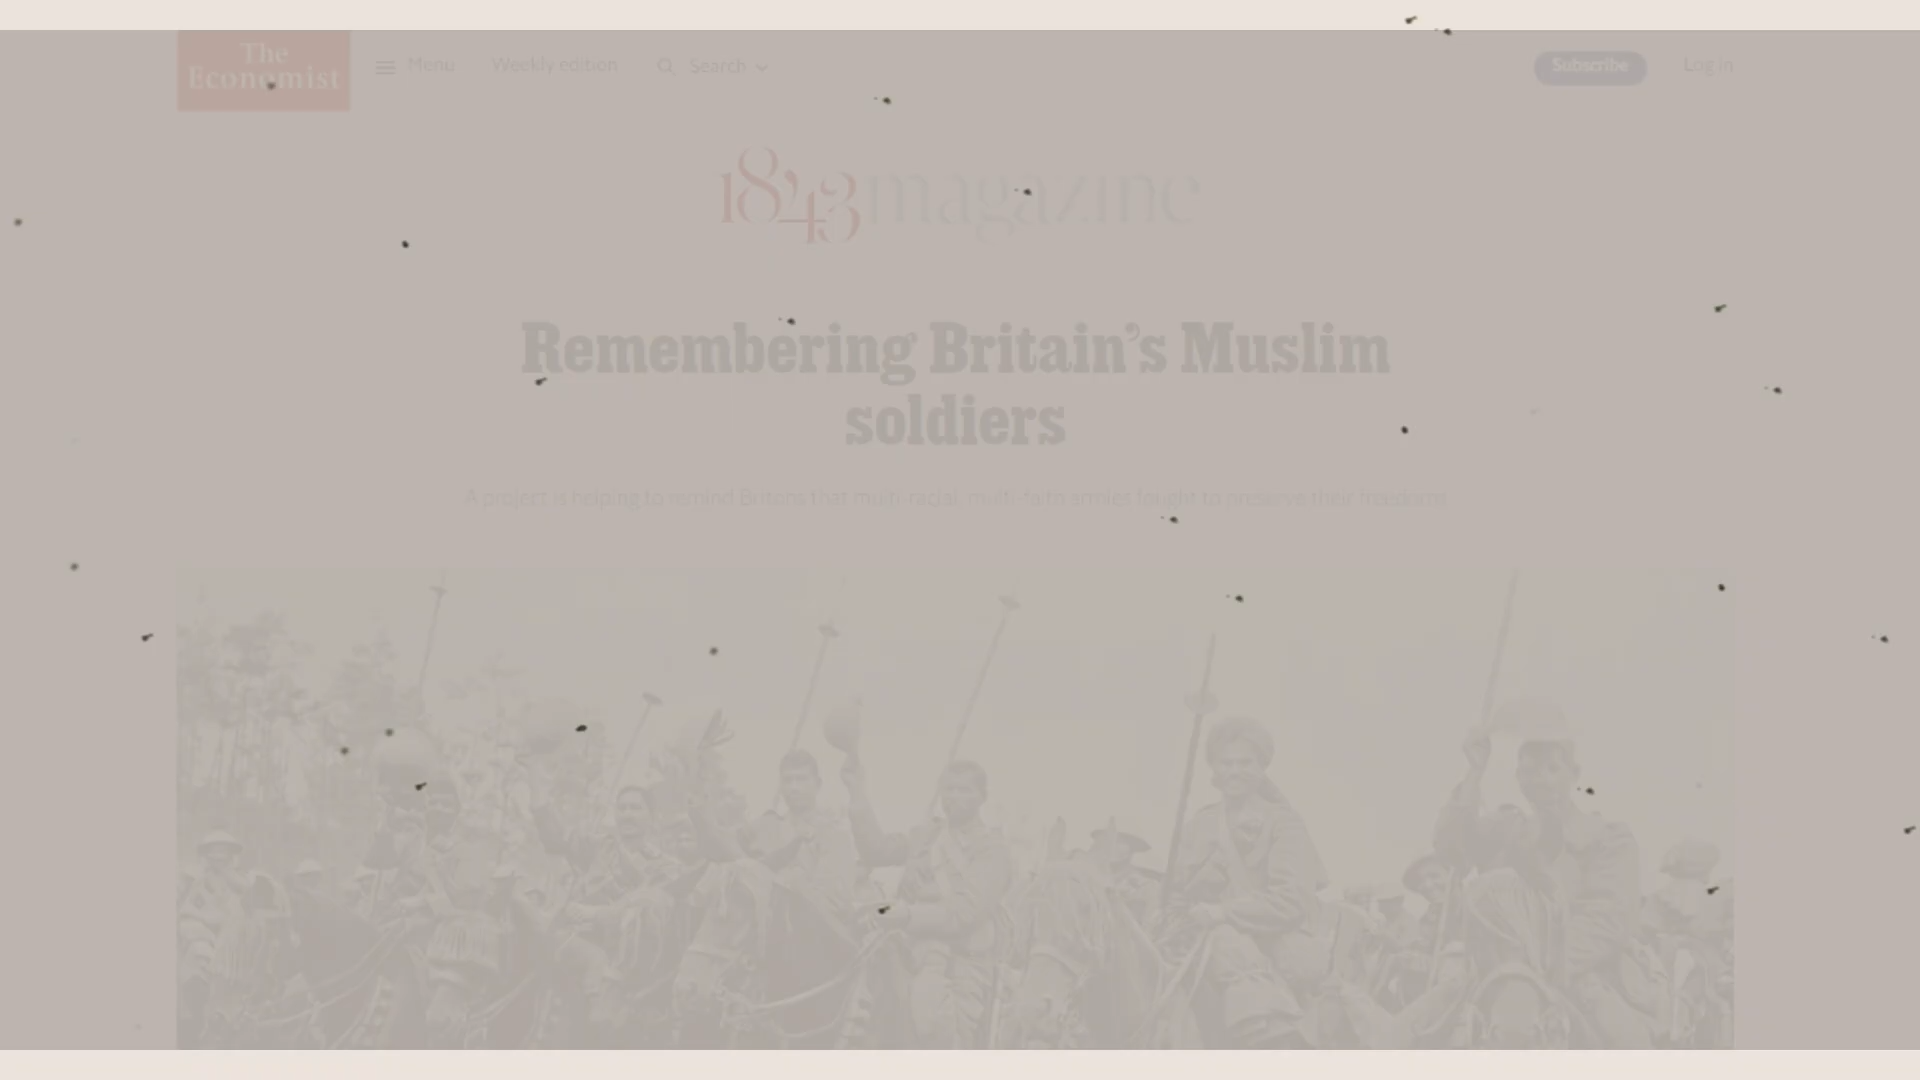 The
Economist
Menu
Weekly edition
Search
Subscribe
Log in
1843 magazine
Remembering Britain's Muslim
soldiers
A project is helping to remind Britons that multi-racial, multi-faith armies fought to preserve their freedoms